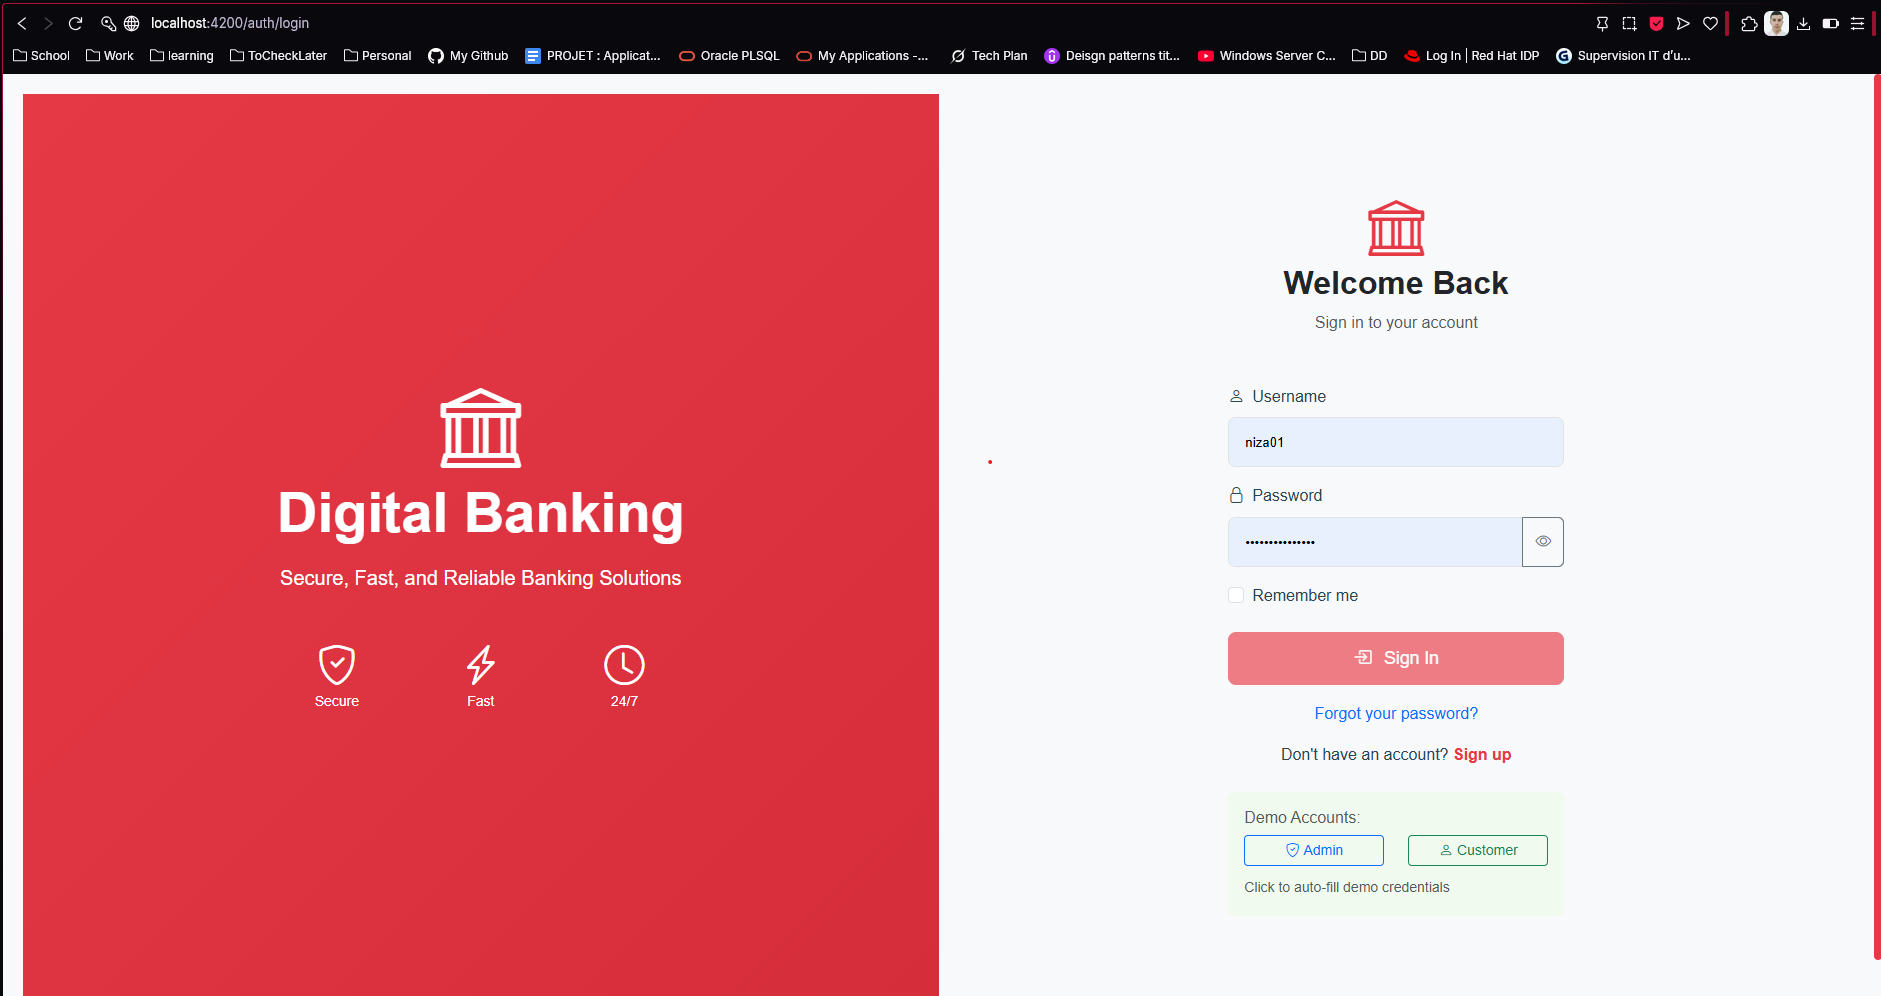 localhost:4200/auth/login
School Work learning ToCheckLater Personal My Github PROJET : Applicat... Oracle PLSQL My Applications -... Tech Plan Deisgn patterns tit... Windows Server C... DD Log In | Red Hat IDP Supervision IT d'u...
Digital Banking
Secure, Fast, and Reliable Banking Solutions
Secure Fast 24/7
Welcome Back
Sign in to your account
Username
niza01
Password
•••••••••••••••
Remember me
Sign In
Forgot your password?
Don't have an account? Sign up
Demo Accounts:
Admin Customer
Click to auto-fill demo credentials